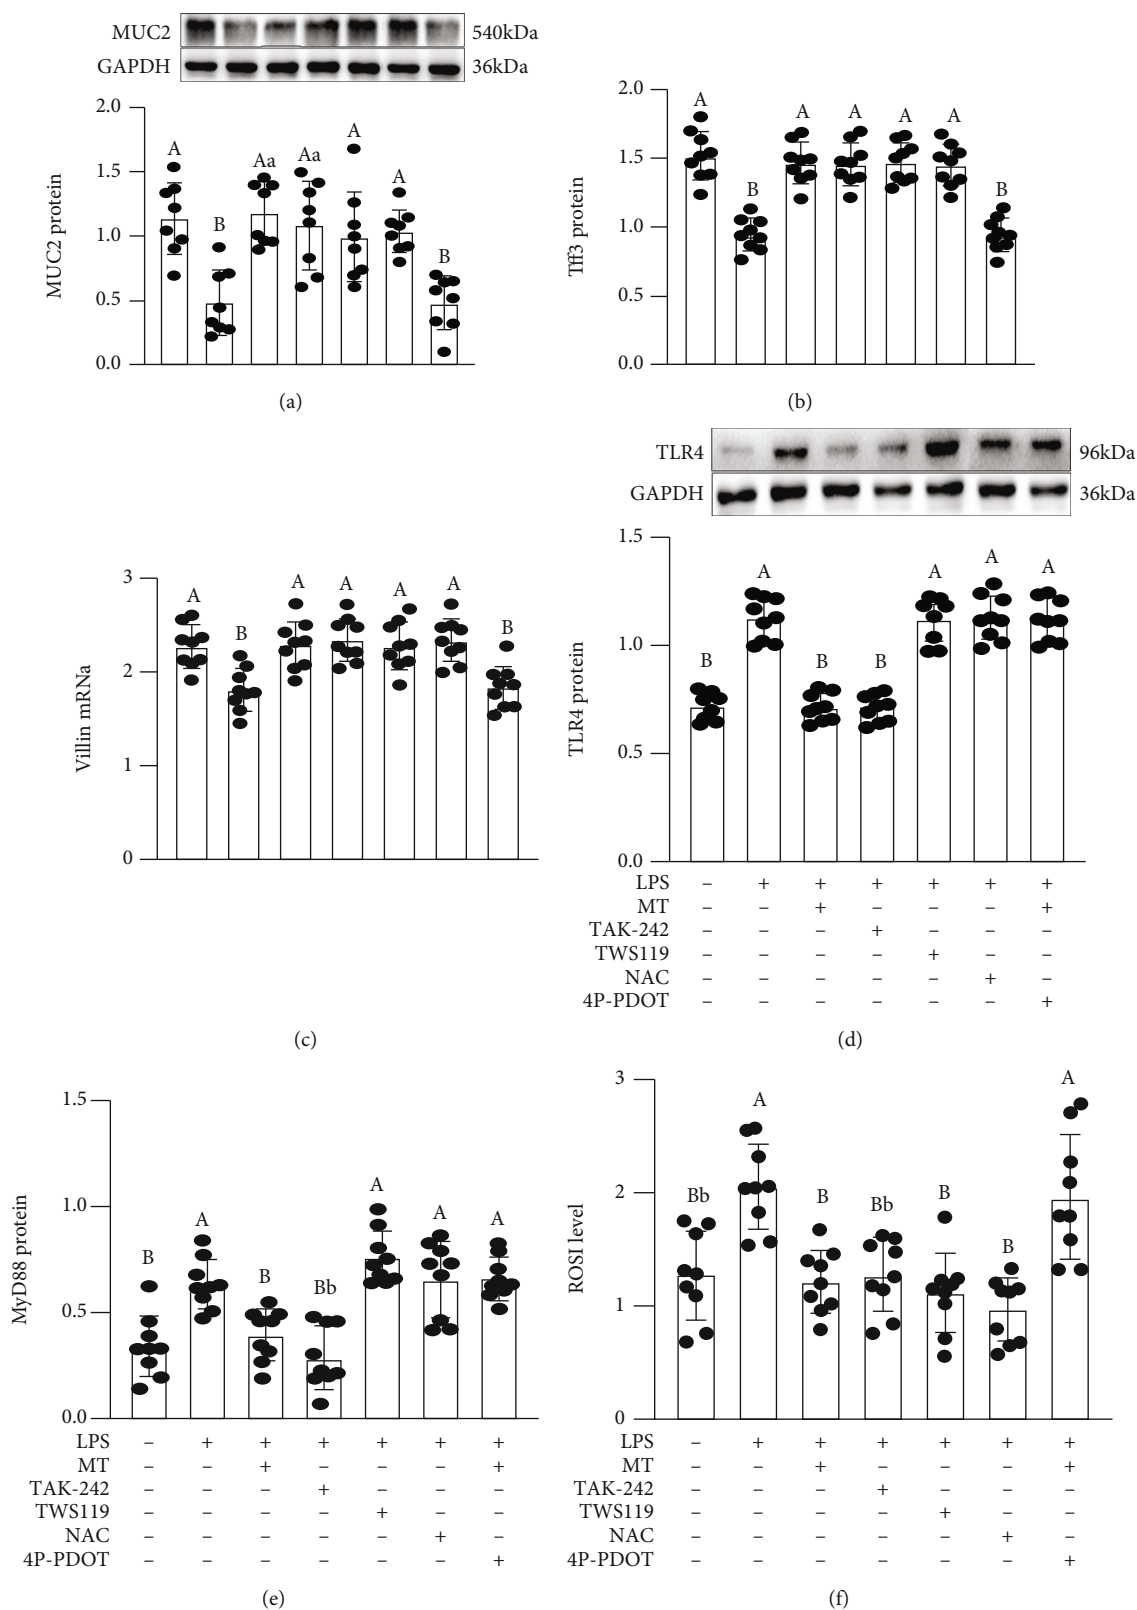 MUC2 540kDa
GAPDH 36kDa
2.0
1.5
1.0
0.5
0.0
MUC2 protein
A B Aa Aa A A B
(a)
2.0
1.5
1.0
0.5
0.0
Tff3 protein
A B A A A A B
(b)
3
2
1
0
Villin mRNa
A B A A A A B
(c)
TLR4 96kDa
GAPDH 36kDa
1.5
1.0
0.5
0.0
TLR4 protein
B A B B A A A
LPS – + + + + + +
MT – – + – – – +
TAK-242 – – – + – – –
TWS119 – – – – + – –
NAC – – – – – + –
4P-PDOT – – – – – – +
(d)
1.5
1.0
0.5
0.0
MyD88 protein
B A B Bb A A A
LPS – + + + + + +
MT – – + – – – +
TAK-242 – – – + – – –
TWS119 – – – – + – –
NAC – – – – – + –
4P-PDOT – – – – – – +
(e)
3
2
1
0
ROSI level
Bb A B Bb B B A
LPS – + + + + + +
MT – – + – – – +
TAK-242 – – – + – – –
TWS119 – – – – + – –
NAC – – – – – + –
4P-PDOT – – – – – – +
(f)